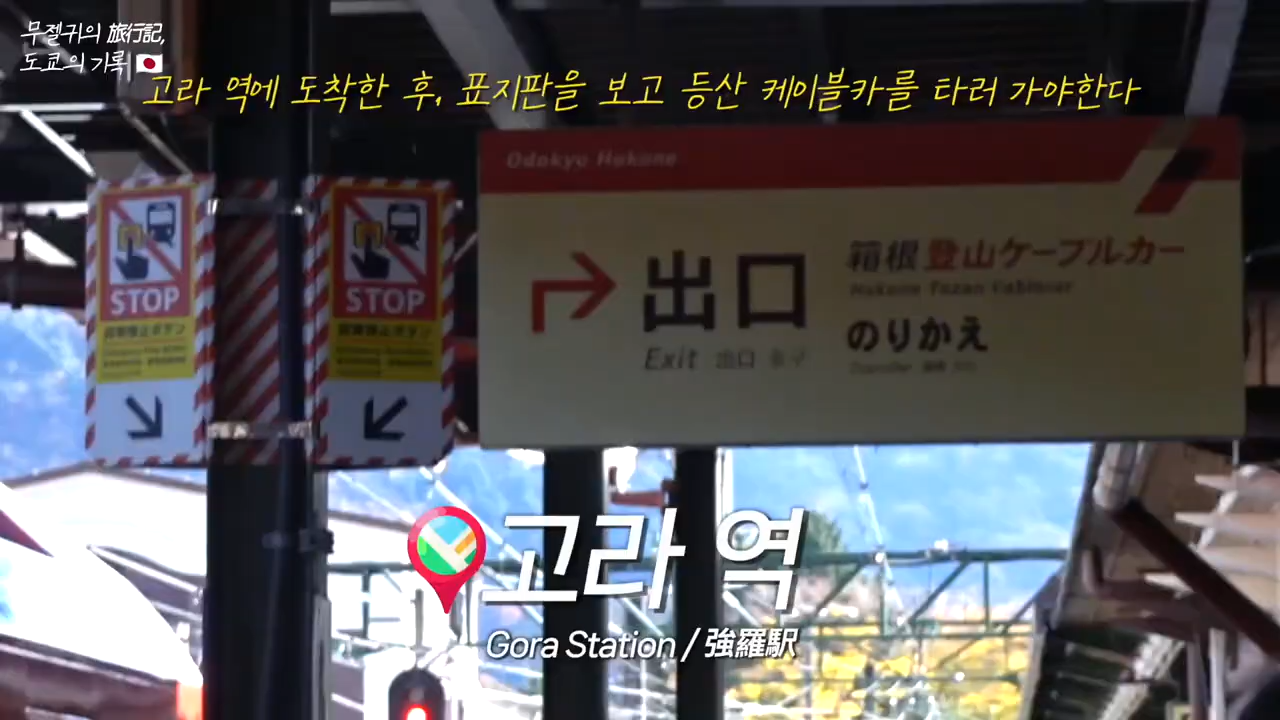 무젤귀의 旅行記,
도쿄의 기록 🇯🇵
고라 역에 도착한 후, 표지판을 보고 등산 케이블카를 타러 가야한다
Odakyu Hakone
STOP
STOP
出口
Exit 出口
箱根登山ケーブルカー
Hakone Tozan Cablecar
のりかえ
Transfer
고라 역
Gora Station / 強羅駅